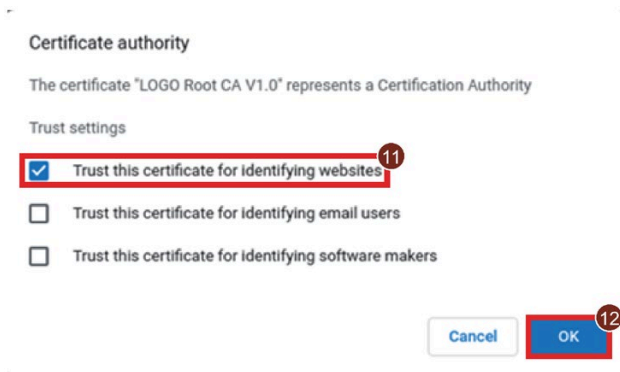 Certificate authority
The certificate "LOGO Root CA V1.0" represents a Certification Authority
Trust settings
11
Trust this certificate for identifying websites
Trust this certificate for identifying email users
Trust this certificate for identifying software makers
12
Cancel OK